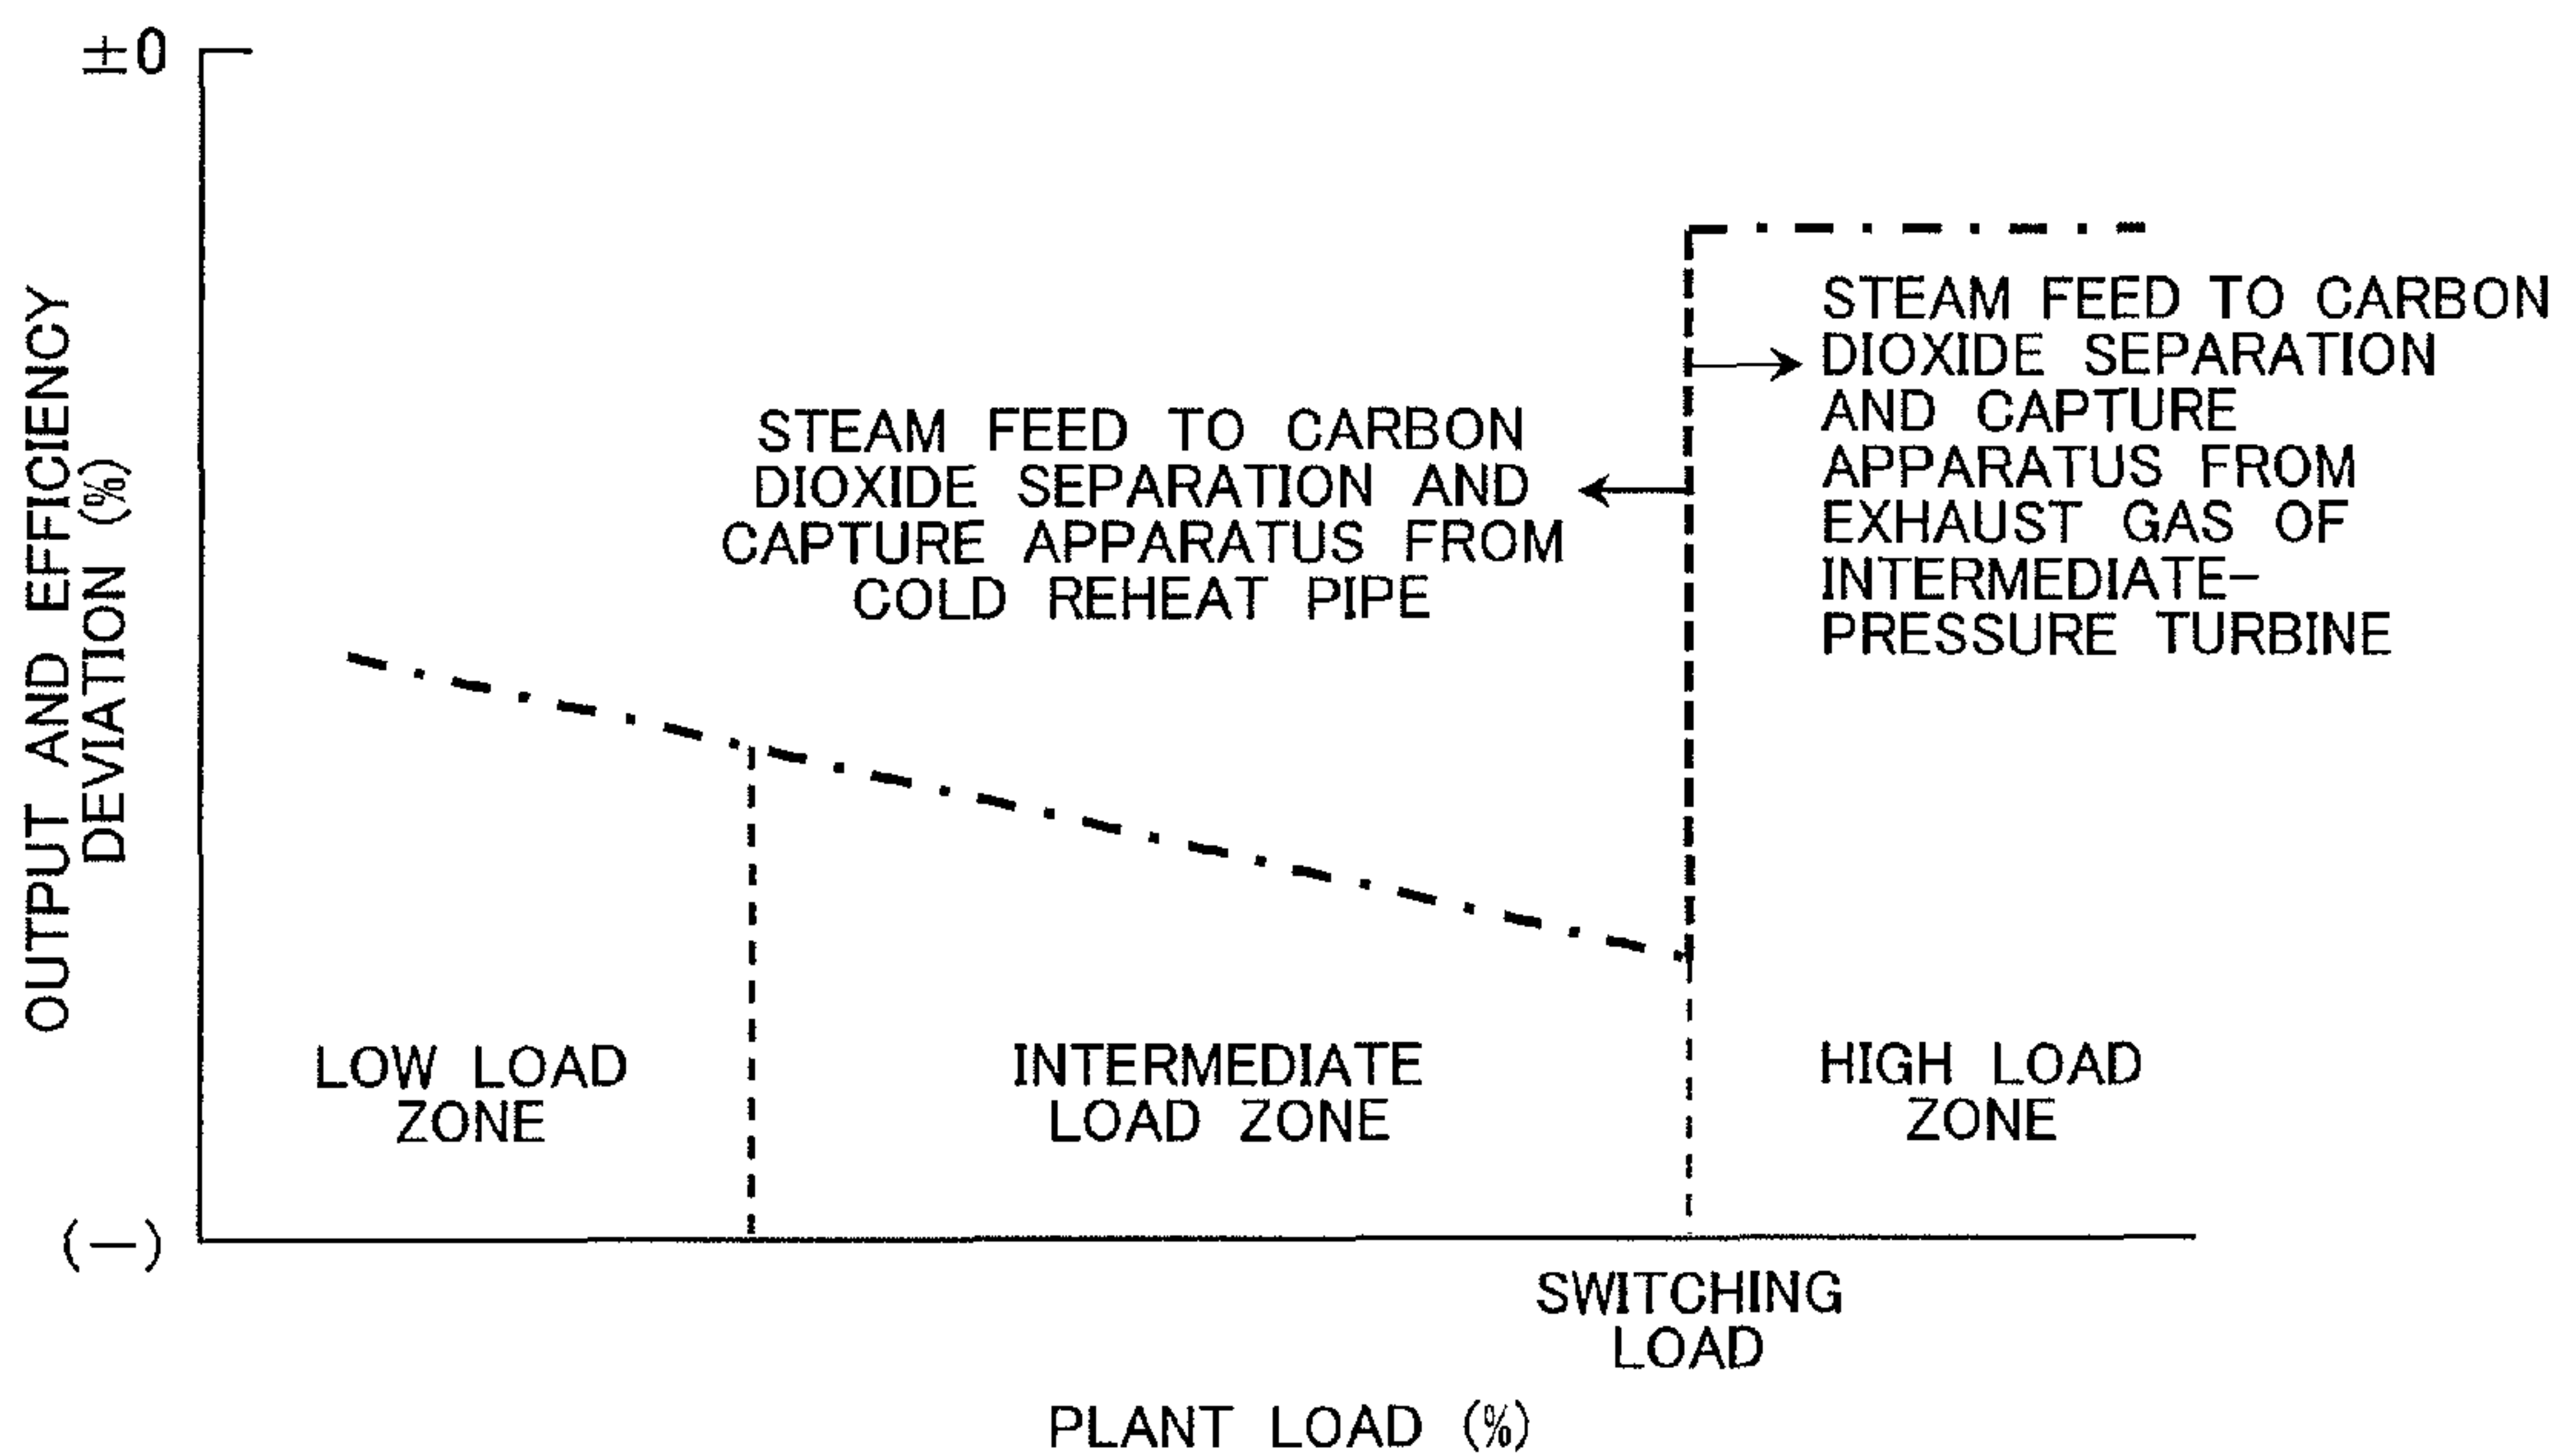 ±0
OUTPUT AND EFFICIENCY
DEVIATION (%)
STEAM FEED TO CARBON
DIOXIDE SEPARATION AND
CAPTURE APPARATUS FROM
COLD REHEAT PIPE
STEAM FEED TO CARBON
DIOXIDE SEPARATION
AND CAPTURE
APPARATUS FROM
EXHAUST GAS OF
INTERMEDIATE-
PRESSURE TURBINE
LOW LOAD
ZONE
INTERMEDIATE
LOAD ZONE
HIGH LOAD
ZONE
(−)
SWITCHING
LOAD
PLANT LOAD (%)